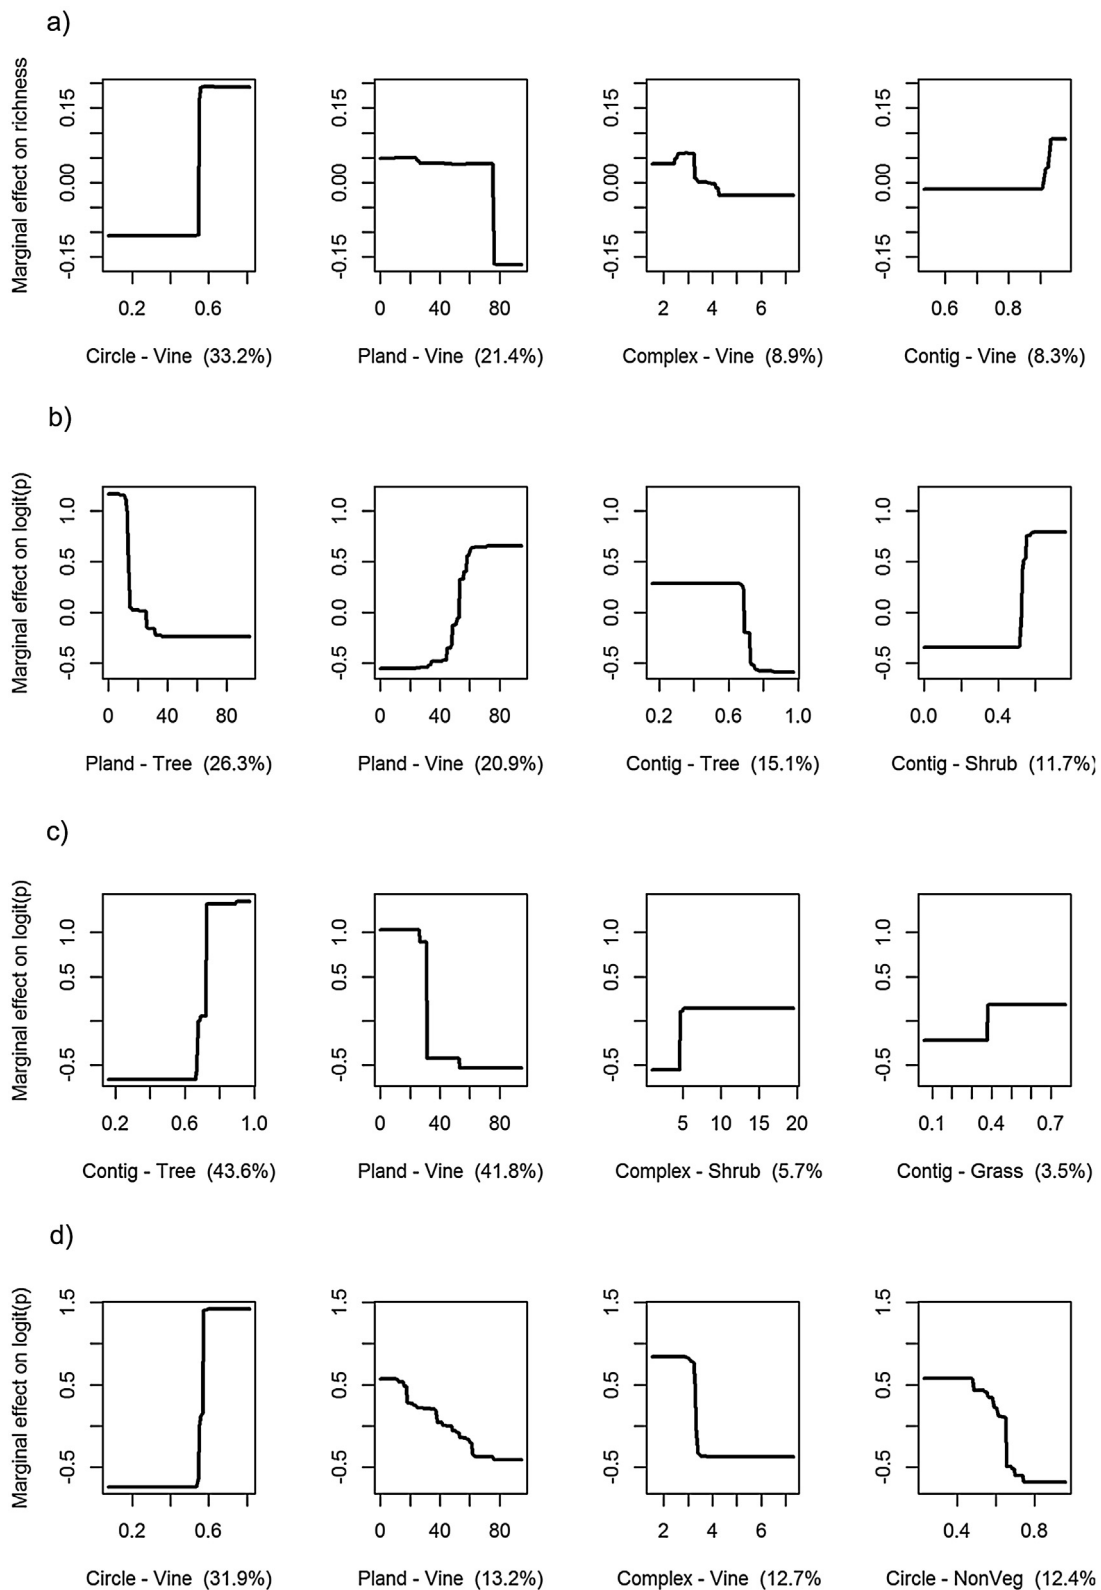 a)
Marginal effect on richness
0.15
0.00
-0.15
0.15
0.00
-0.15
0.15
0.00
-0.15
0.15
0.00
-0.15
0.2 0.6
0 40 80
2 4 6
0.6 0.8
Circle - Vine (33.2%)
Pland - Vine (21.4%)
Complex - Vine (8.9%)
Contig - Vine (8.3%)
b)
Marginal effect on logit(p)
1.0
0.5
0.0
-0.5
1.0
0.5
0.0
-0.5
1.0
0.5
0.0
-0.5
1.0
0.5
0.0
-0.5
0 40 80
0 40 80
0.2 0.6 1.0
0.0 0.4
Pland - Tree (26.3%)
Pland - Vine (20.9%)
Contig - Tree (15.1%)
Contig - Shrub (11.7%)
c)
Marginal effect on logit(p)
1.0
0.5
-0.5
1.0
0.5
-0.5
1.0
0.5
-0.5
1.0
0.5
-0.5
0.2 0.6 1.0
0 40 80
5 10 15 20
0.1 0.4 0.7
Contig - Tree (43.6%)
Pland - Vine (41.8%)
Complex - Shrub (5.7%
Contig - Grass (3.5%)
d)
Marginal effect on logit(p)
1.5
0.5
-0.5
1.5
0.5
-0.5
1.5
0.5
-0.5
1.5
0.5
-0.5
0.2 0.6
0 40 80
2 4 6
0.4 0.8
Circle - Vine (31.9%)
Pland - Vine (13.2%)
Complex - Vine (12.7%
Circle - NonVeg (12.4%